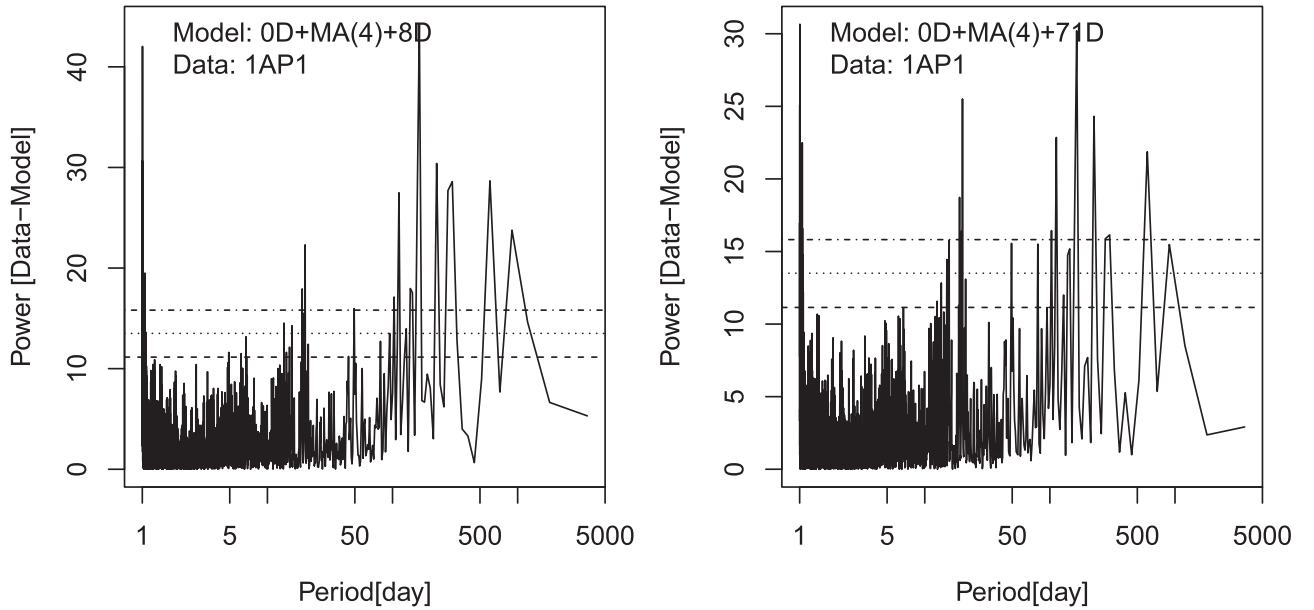 Model: 0D+MA(4)+8D
Data: 1AP1
Power [Data−Model]
0
10
20
30
40
1
5
50
500
5000
Period[day]
Model: 0D+MA(4)+71D
Data: 1AP1
Power [Data−Model]
0
5
10
15
20
25
30
1
5
50
500
5000
Period[day]